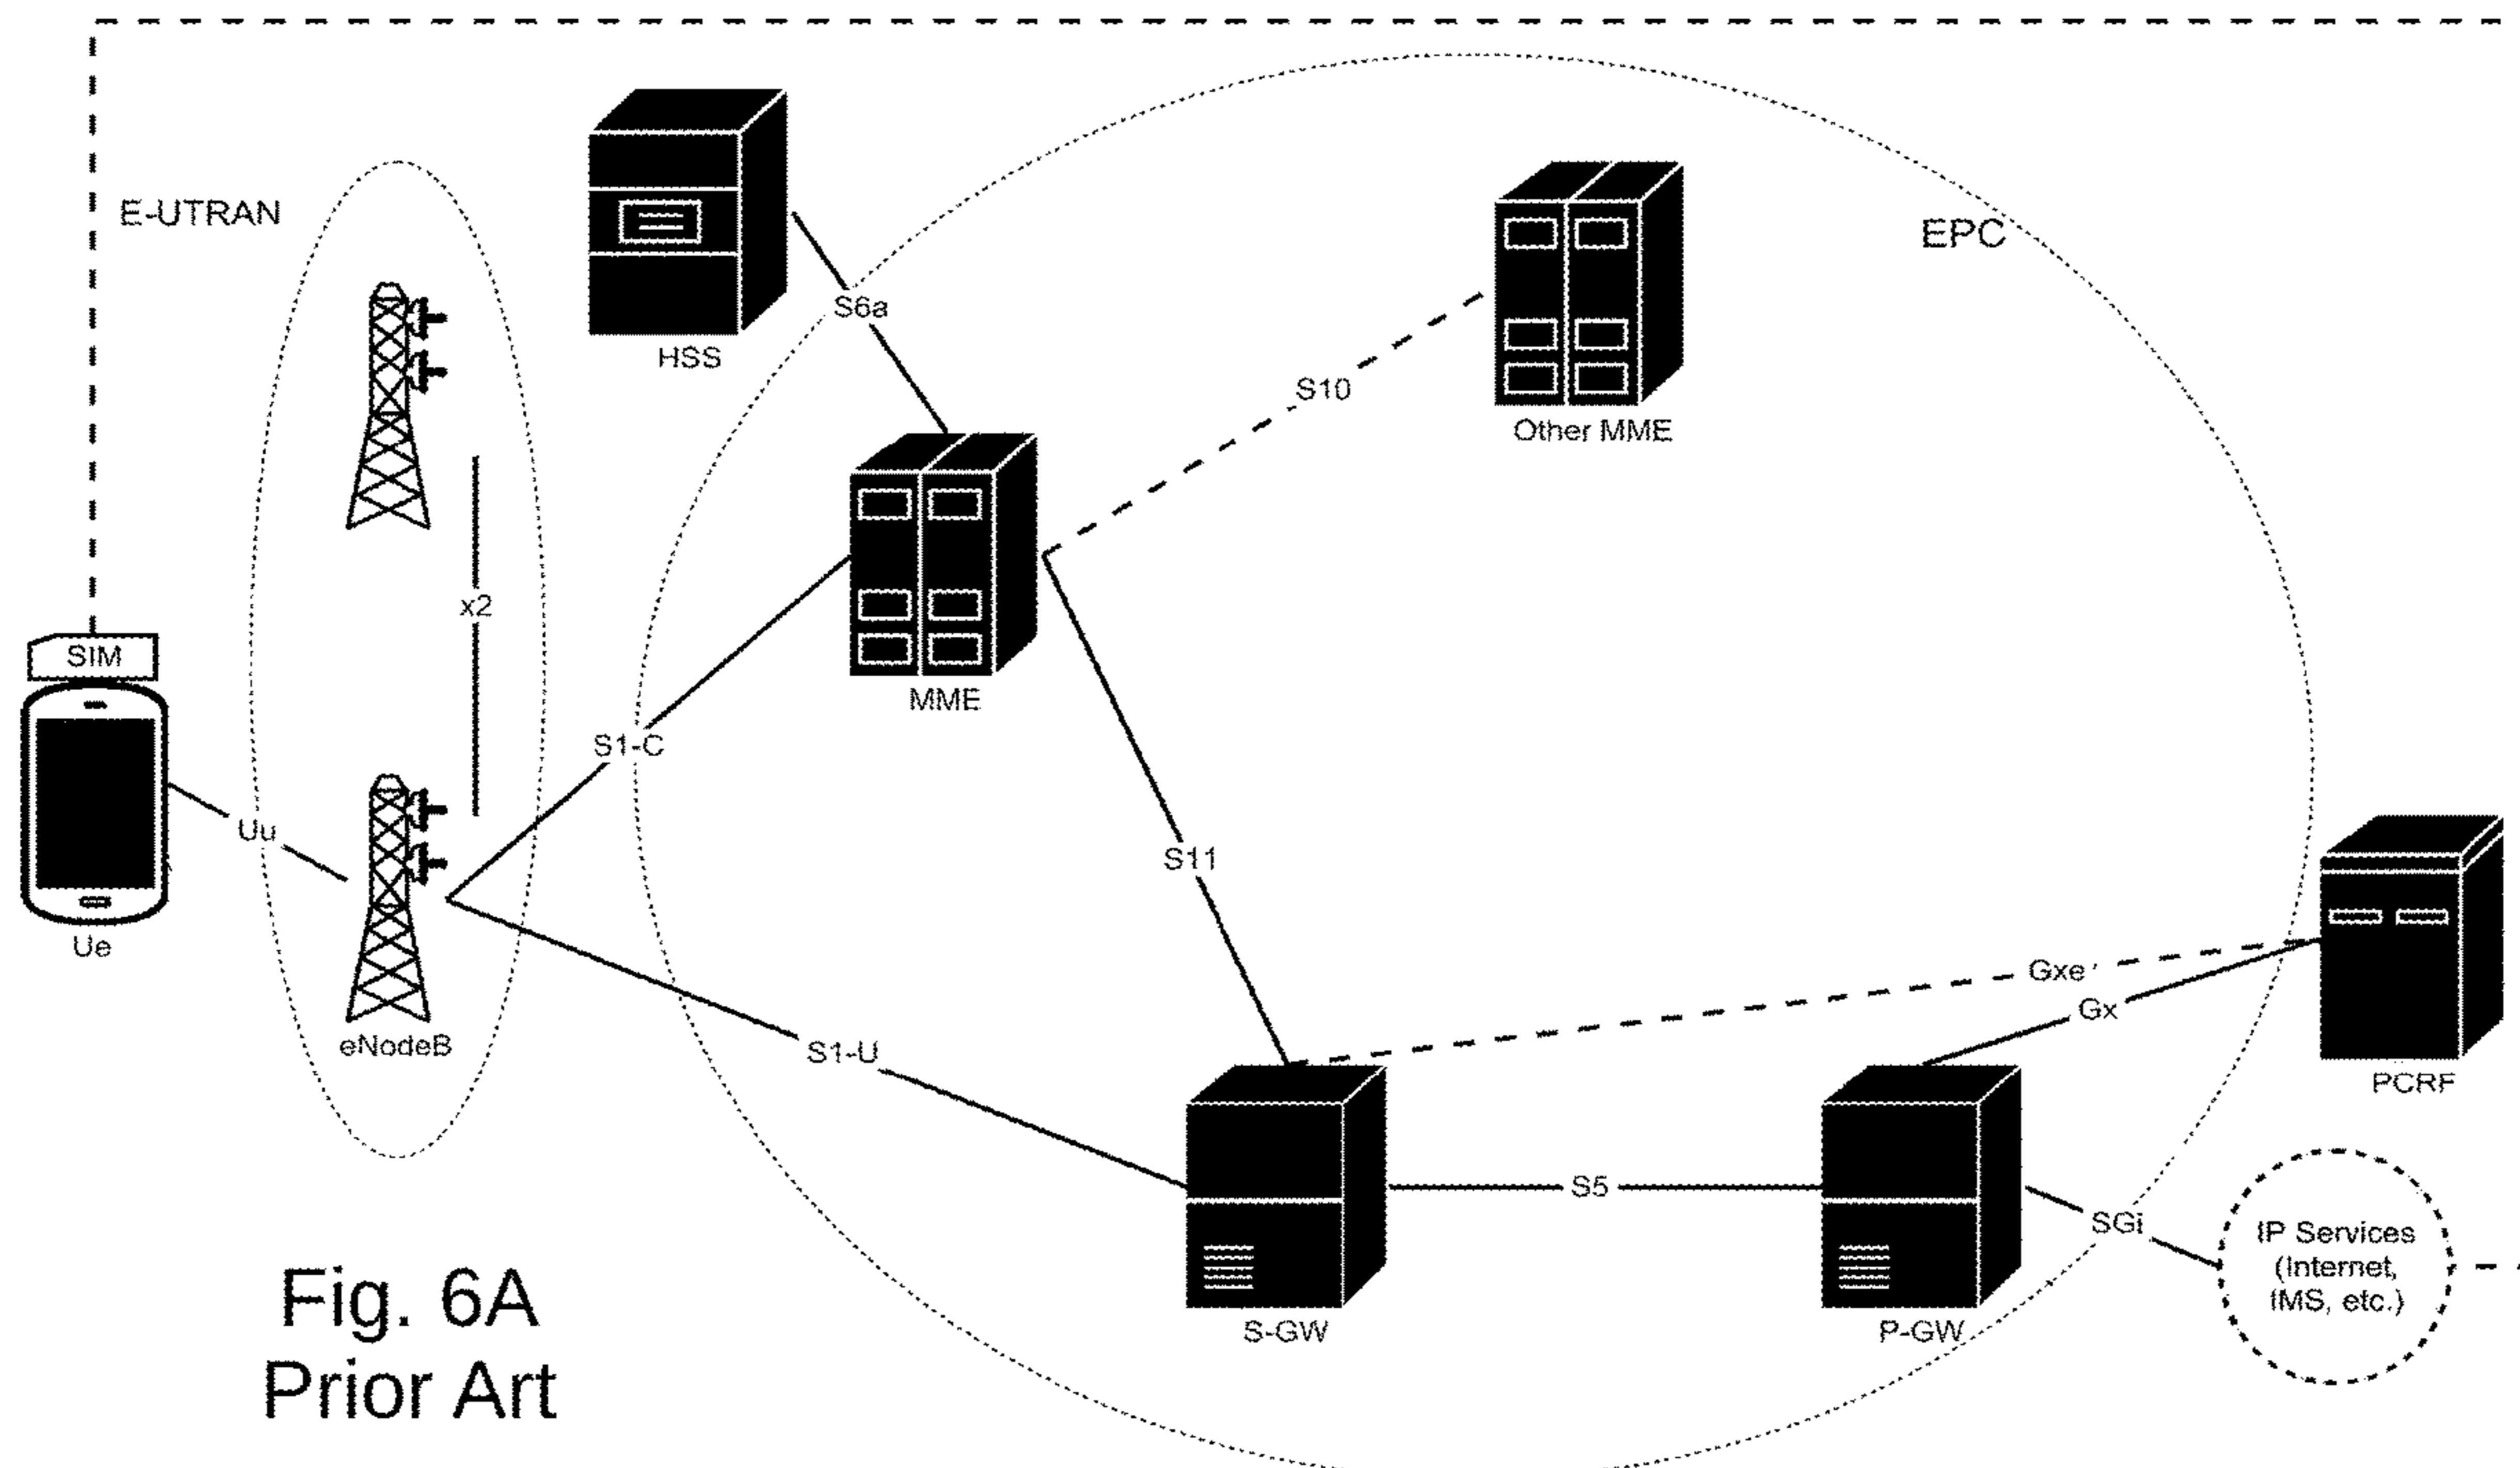 E-UTRAN
EPC
S6a
HSS
S10
Other MME
x2
SIM
MME
S1-C
Uu
S11
Ue
Gxe'
Gx
eNodeB
S1-U
PCRF
S5
SGi
IP Services
(Internet,
IMS, etc.)
S-GW
P-GW
Fig. 6A
Prior Art